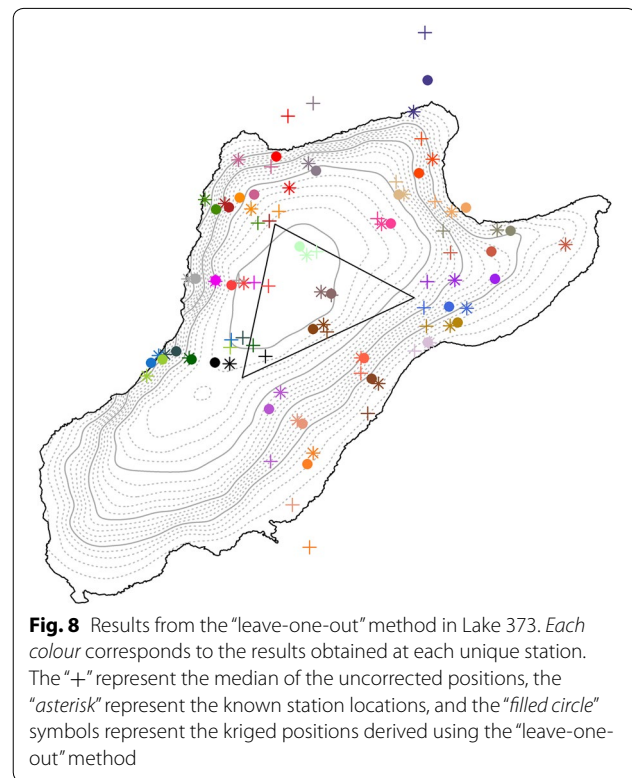 Fig. 8 Results from the “leave-one-out” method in Lake 373. Each
colour corresponds to the results obtained at each unique station.
The “+” represent the median of the uncorrected positions, the
“asterisk” represent the known station locations, and the “filled circle”
symbols represent the kriged positions derived using the “leave-one-
out” method